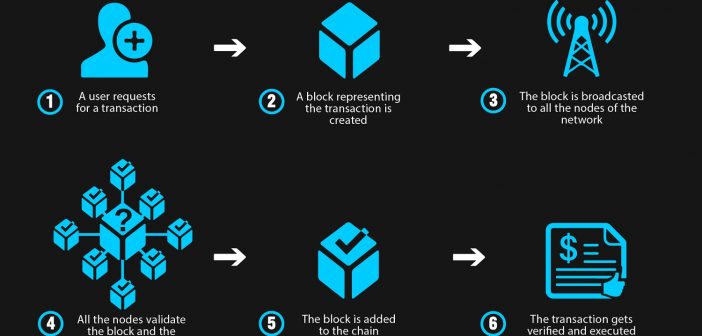 1 A user requests
for a transaction
2 A block representing
the transaction is
created
3 The block is broadcasted
to all the nodes of the
network
?
4 All the nodes validate
the block and the
5 The block is added
to the chain
$
6 The transaction gets
verified and executed